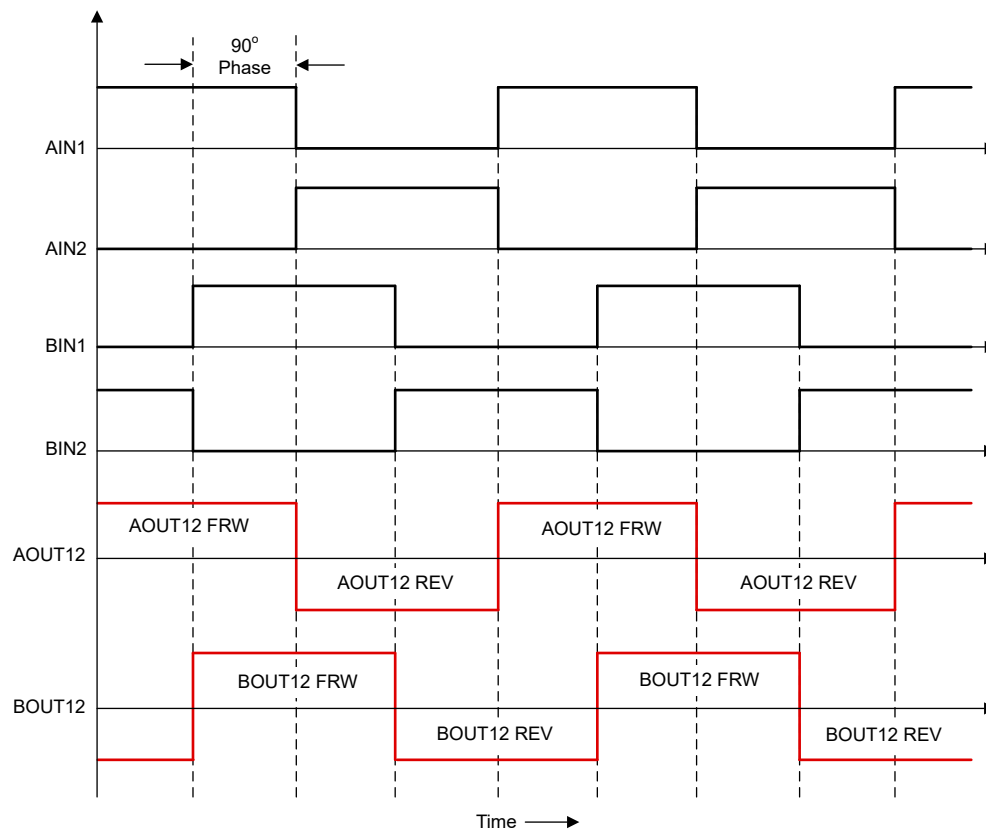 90o
Phase
AIN1
AIN2
BIN1
BIN2
AOUT12 FRW
AOUT12 FRW
AOUT12
AOUT12 REV
AOUT12 REV
BOUT12 FRW
BOUT12 FRW
BOUT12
BOUT12 REV
BOUT12 REV
Time